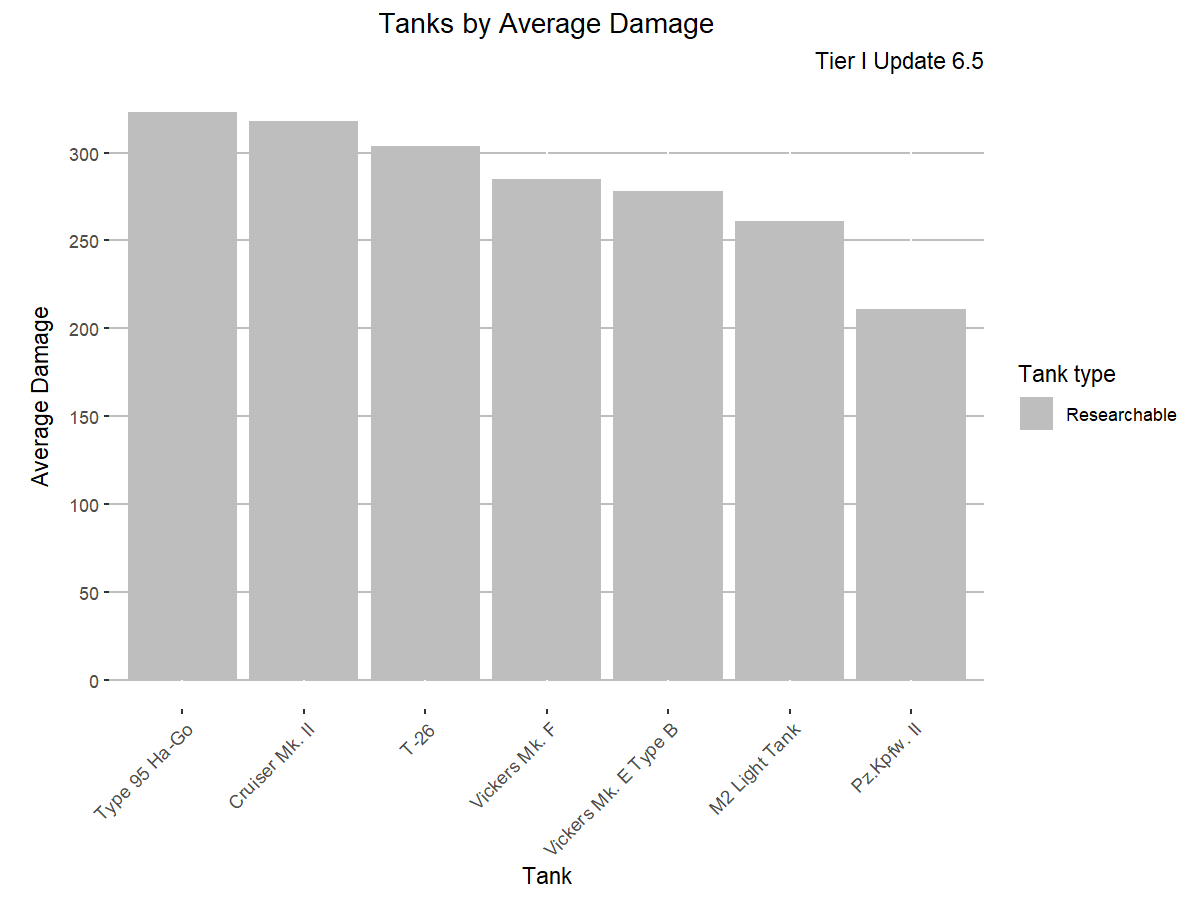 Tanks by Average Damage
Tier I Update 6.5
Average Damage
300
250
200
150
100
50
0
Type 95 Ha-Go
Cruiser Mk. II
T-26
Vickers Mk. F
Vickers Mk. E Type B
M2 Light Tank
Pz.Kpfw. II
Tank
Tank type
Researchable